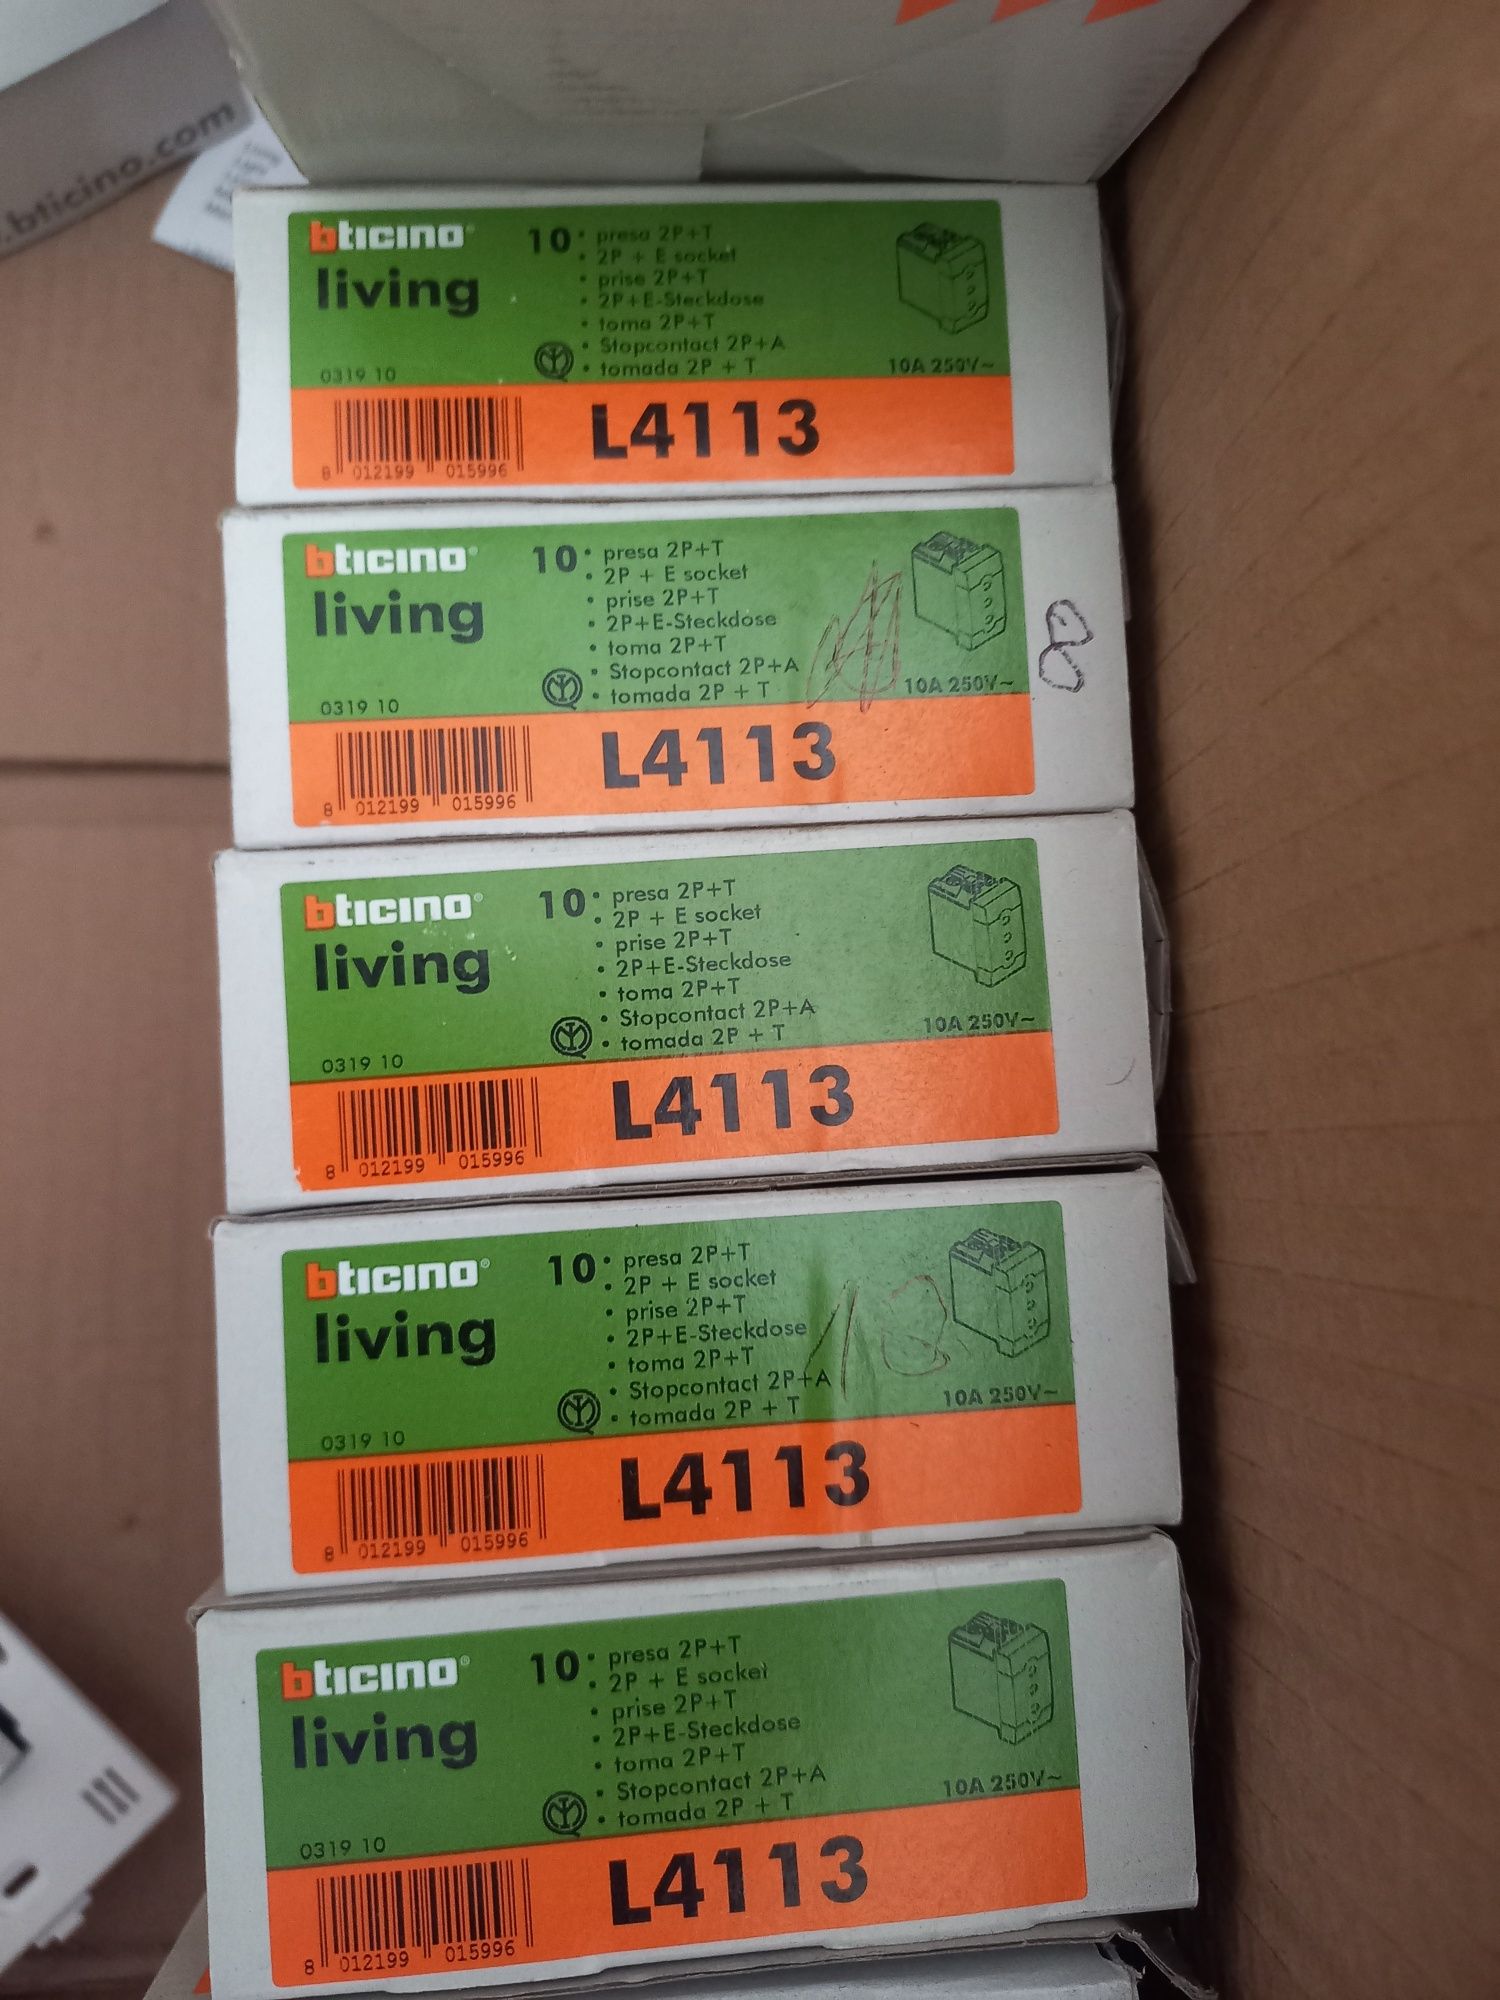 .bticino.com
bticino
living
10 • presa 2P+T
• 2P + E socket
• prise 2P+T
• 2P+E-Steckdose
• toma 2P+T
• Stopcontact 2P+A
• tomada 2P + T
0319 10
10A 250V~
8 012199 015996
L4113
bticino
living
10 • presa 2P+T
• 2P + E socket
• prise 2P+T
• 2P+E-Steckdose
• toma 2P+T
• Stopcontact 2P+A
• tomada 2P + T
0319 10
10A 250V~
8
8 012199 015996
L4113
bticino
living
10 • presa 2P+T
• 2P + E socket
• prise 2P+T
• 2P+E-Steckdose
• toma 2P+T
• Stopcontact 2P+A
• tomada 2P + T
0319 10
10A 250V~
8 012199 015996
L4113
bticino
living
10 • presa 2P+T
• 2P + E socket
• prise 2P+T
• 2P+E-Steckdose
• toma 2P+T
• Stopcontact 2P+A
• tomada 2P + T
0319 10
10A 250V~
8 012199 015996
L4113
bticino
living
10 • presa 2P+T
• 2P + E socket
• prise 2P+T
• 2P+E-Steckdose
• toma 2P+T
• Stopcontact 2P+A
• tomada 2P + T
0319 10
10A 250V~
8 012199 015996
L4113